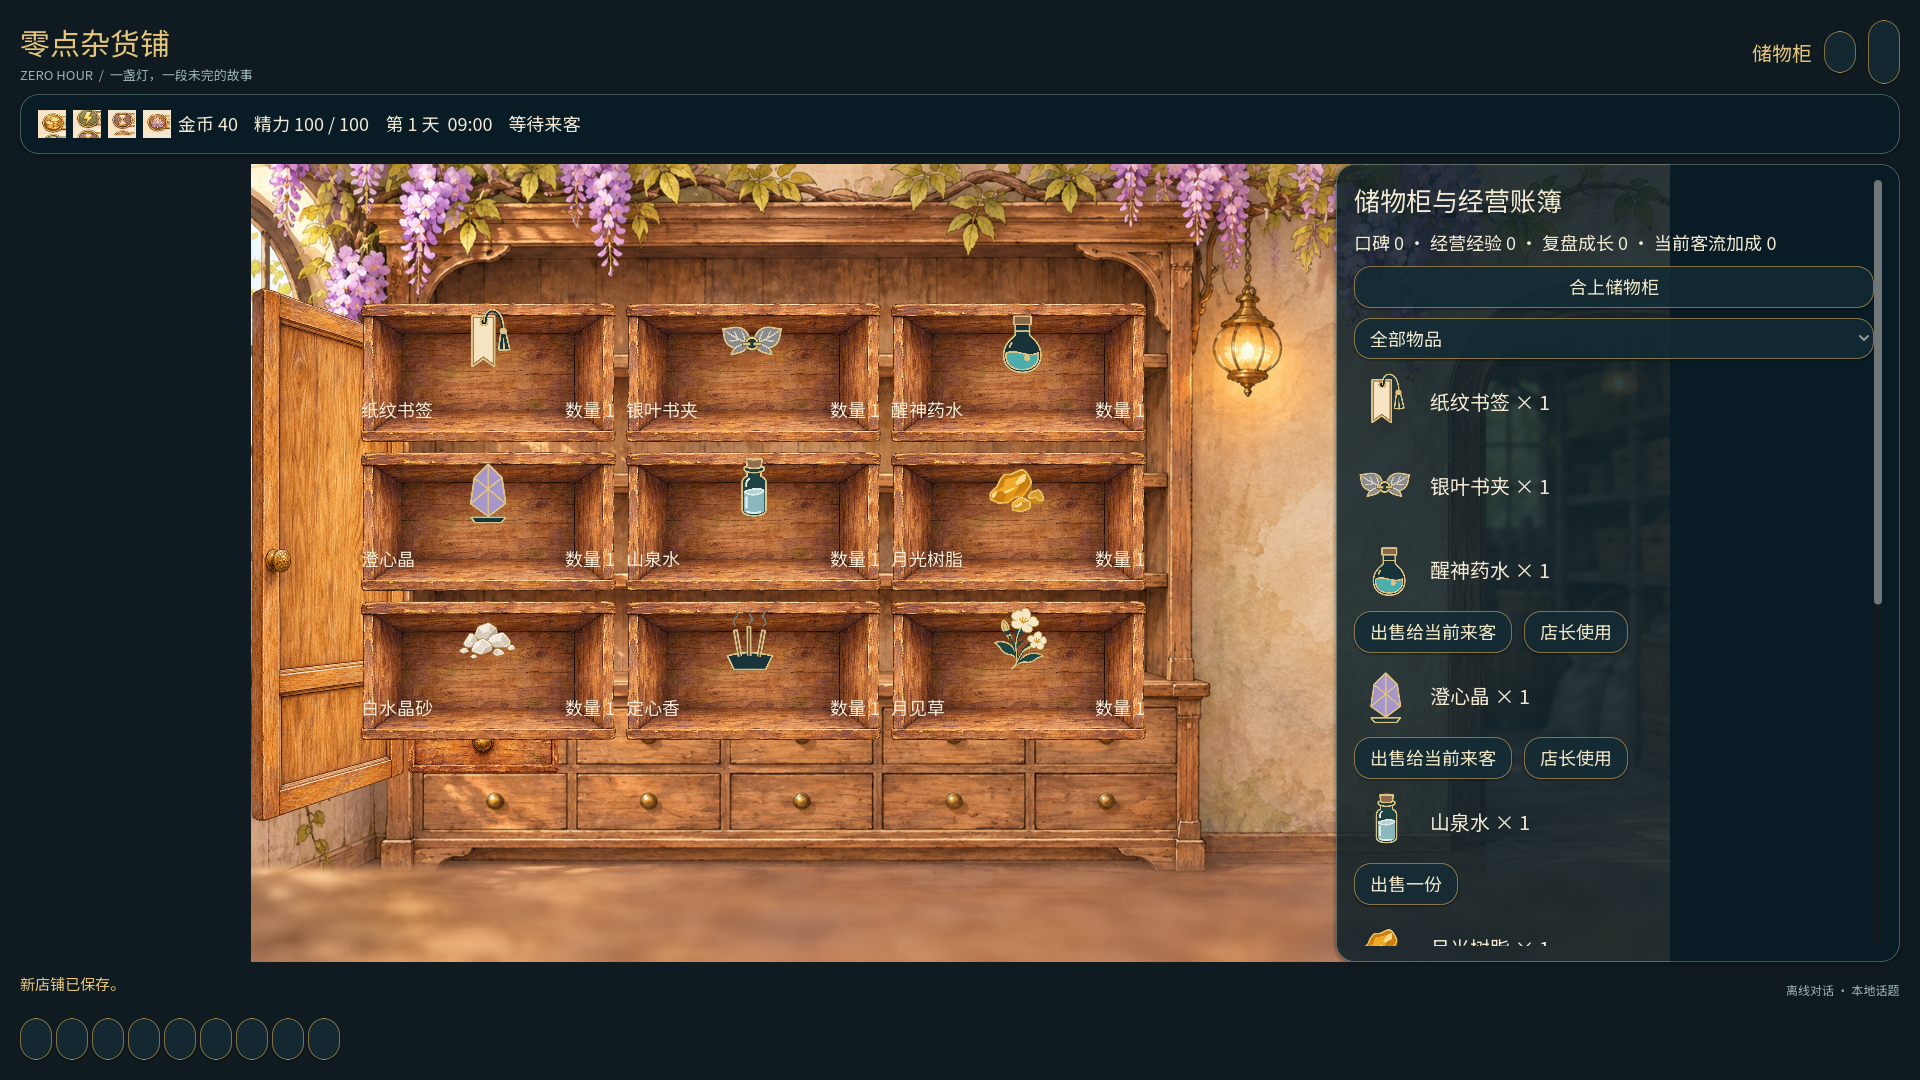 零点杂货铺
ZERO HOUR / 一盏灯，一段未完的故事
储物柜
金币 40 精力 100 / 100 第 1 天 09:00 等待来客
纸纹书签 数量 1 银叶书夹 数量 1 醒神药水 数量 1
澄心晶 数量 1 山泉水 数量 1 月光树脂 数量 1
白水晶砂 数量 1 定心香 数量 1 月见草 数量 1
储物柜与经营账簿
口碑 0 · 经营经验 0 · 复盘成长 0 · 当前客流加成 0
合上储物柜
全部物品
纸纹书签 × 1
银叶书夹 × 1
醒神药水 × 1
出售给当前来客 店长使用
澄心晶 × 1
出售给当前来客 店长使用
山泉水 × 1
出售一份
月光树脂 × 1
新店铺已保存。
离线对话 · 本地话题